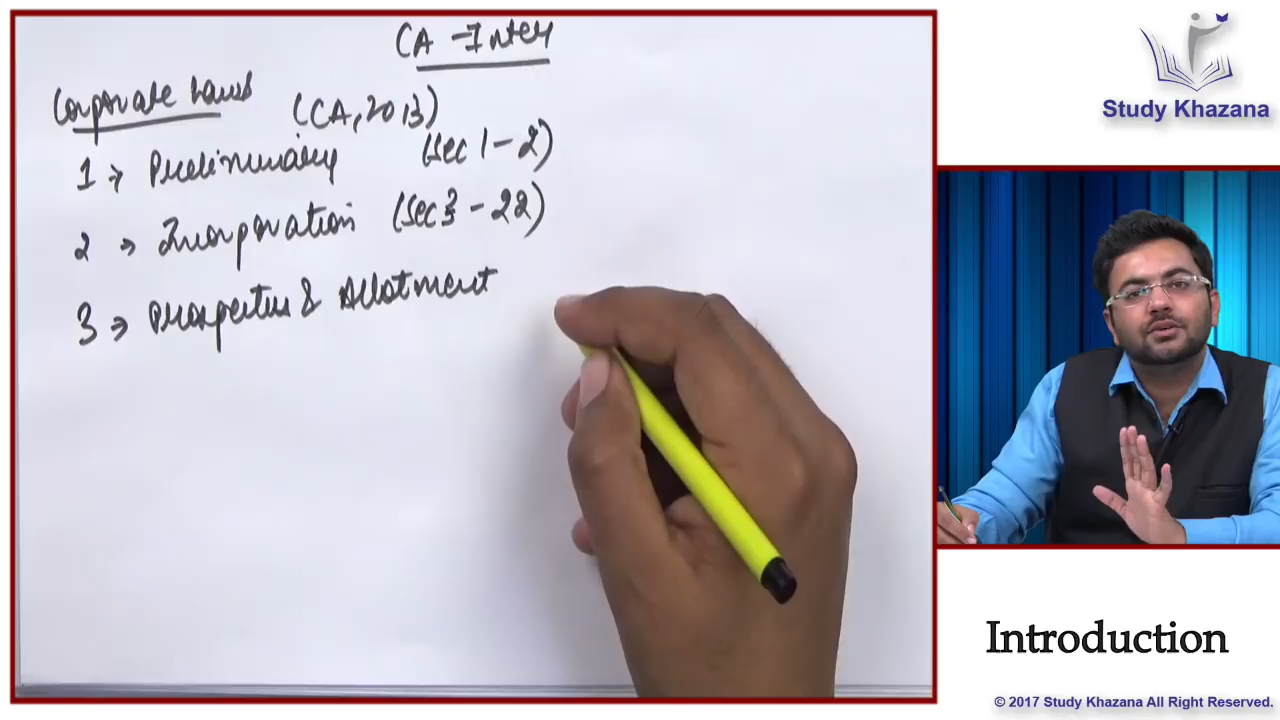 CA - Inter
Corporate Laws (CA, 2013)
1 → Preliminary (Sec 1 - 2)
2 → Incorporation (Sec 3 - 22)
3 → Prospectus & Allotment
Study Khazana
Introduction
© 2017 Study Khazana All Right Reserved.